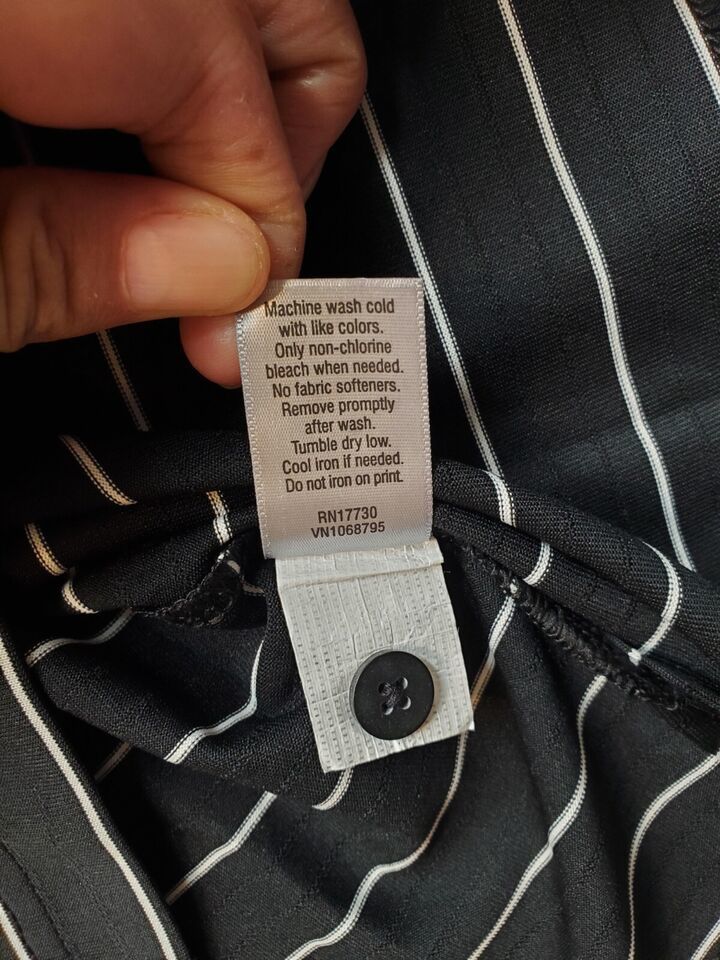 Machine wash cold
with like colors.
Only non-chlorine
bleach when needed.
No fabric softeners.
Remove promptly
after wash.
Tumble dry low.
Cool iron if needed.
Do not iron on print.
RN17730
VN1068795